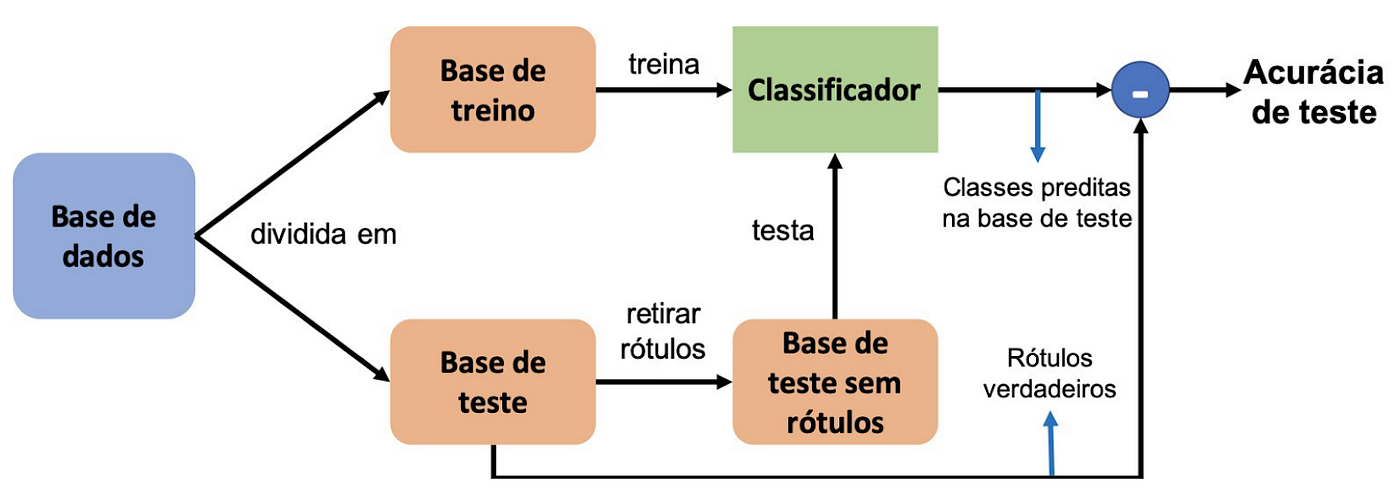 Base de
dados
dividida em
Base de
treino
treina
Classificador
-
Acurácia
de teste
Classes preditas
na base de teste
testa
Base de
teste
retirar
rótulos
Base de
teste sem
rótulos
Rótulos
verdadeiros